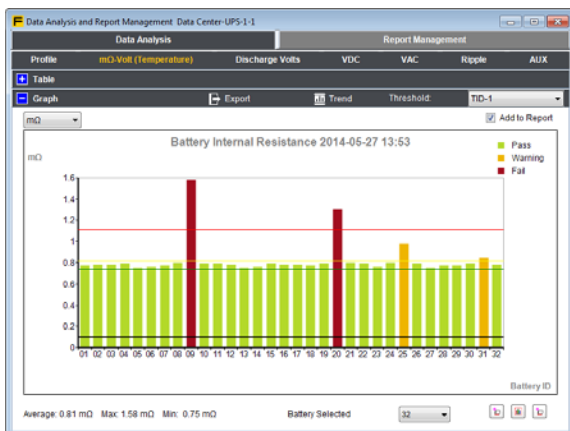 Data Analysis and Report Management Data Center-UPS-1-1
Data Analysis Report Management
Profile mΩ-Volt (Temperature) Discharge Volts VDC VAC Ripple AUX
Table
Graph Export Trend Threshold: TID-1
mΩ Add to Report
Battery Internal Resistance 2014-05-27 13:53
Pass
Warning
Fail
mΩ
1.6
1.4
1.2
1
0.8
0.6
0.4
0.2
0
01 02 03 04 05 06 07 08 09 10 11 12 13 14 15 16 17 18 19 20 21 22 23 24 25 26 27 28 29 30 31 32
Battery ID
Average: 0.81 mΩ Max: 1.58 mΩ Min: 0.75 mΩ Battery Selected 32